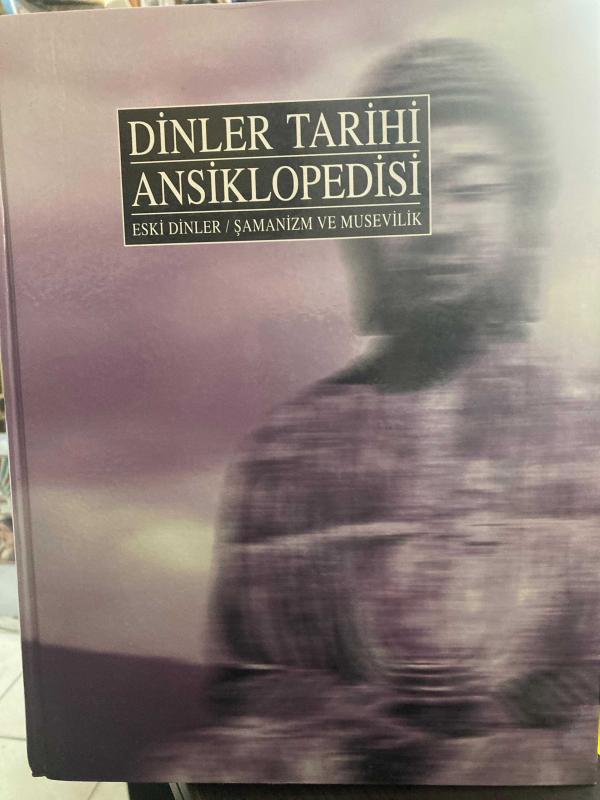 DİNLER TARİHİ
ANSİKLOPEDİSİ
ESKİ DİNLER / ŞAMANİZM VE MUSEVİLİK